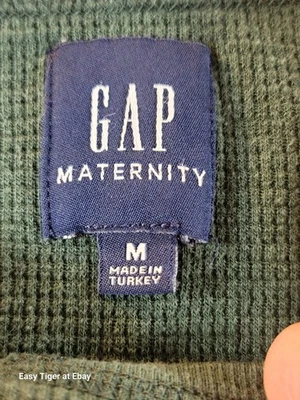 GAP
MATERNITY
M
MADE IN
TURKEY
Easy Tiger at Ebay